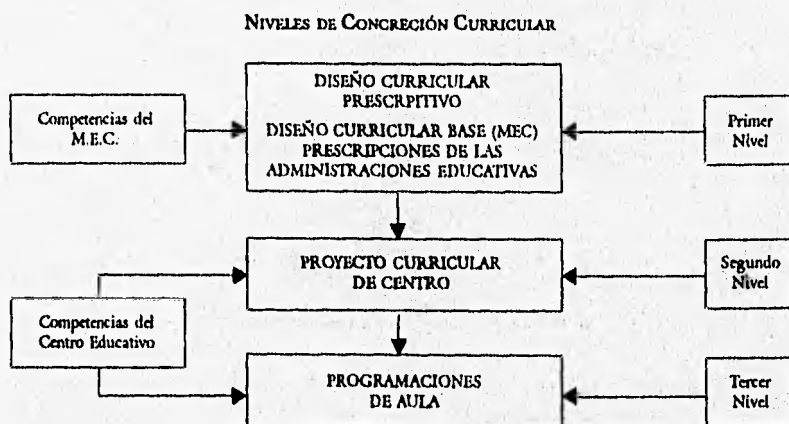 NIVELES DE CONCRECIÓN CURRICULAR
DISEÑO CURRICULAR
PRESCRPITIVO
DISEÑO CURRICULAR BASE (MEC)
PRESCRIPCIONES DE LAS
ADMINISTRACIONES EDUCATIVAS
Competencias del
M.E.C.
Primer
Nivel
PROYECTO CURRICULAR
DE CENTRO
Segundo
Nivel
Competencias del
Centro Educativo
PROGRAMACIONES
DE AULA
Tercer
Nivel